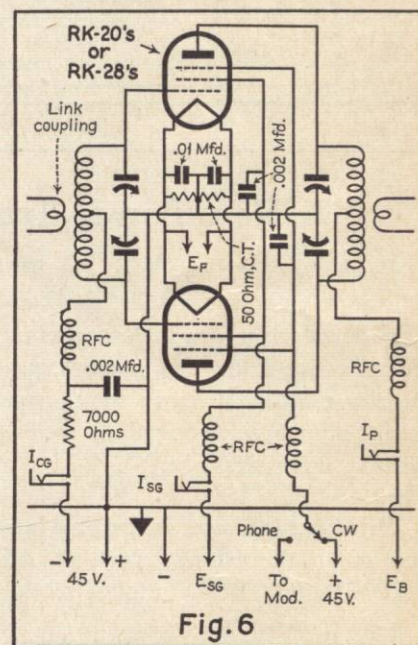 RK-20's
or
RK-28's
Link
coupling
.01 Mfd.
.002 Mfd.
50 Ohm, C.T.
EF
RFC
.002 Mfd.
7000
Ohms
RFC
ICG
ISG
RFC
IP
Phone
CW
- +
45 V.
-
ESG
To
Mod.
+
45V.
EB
Fig. 6